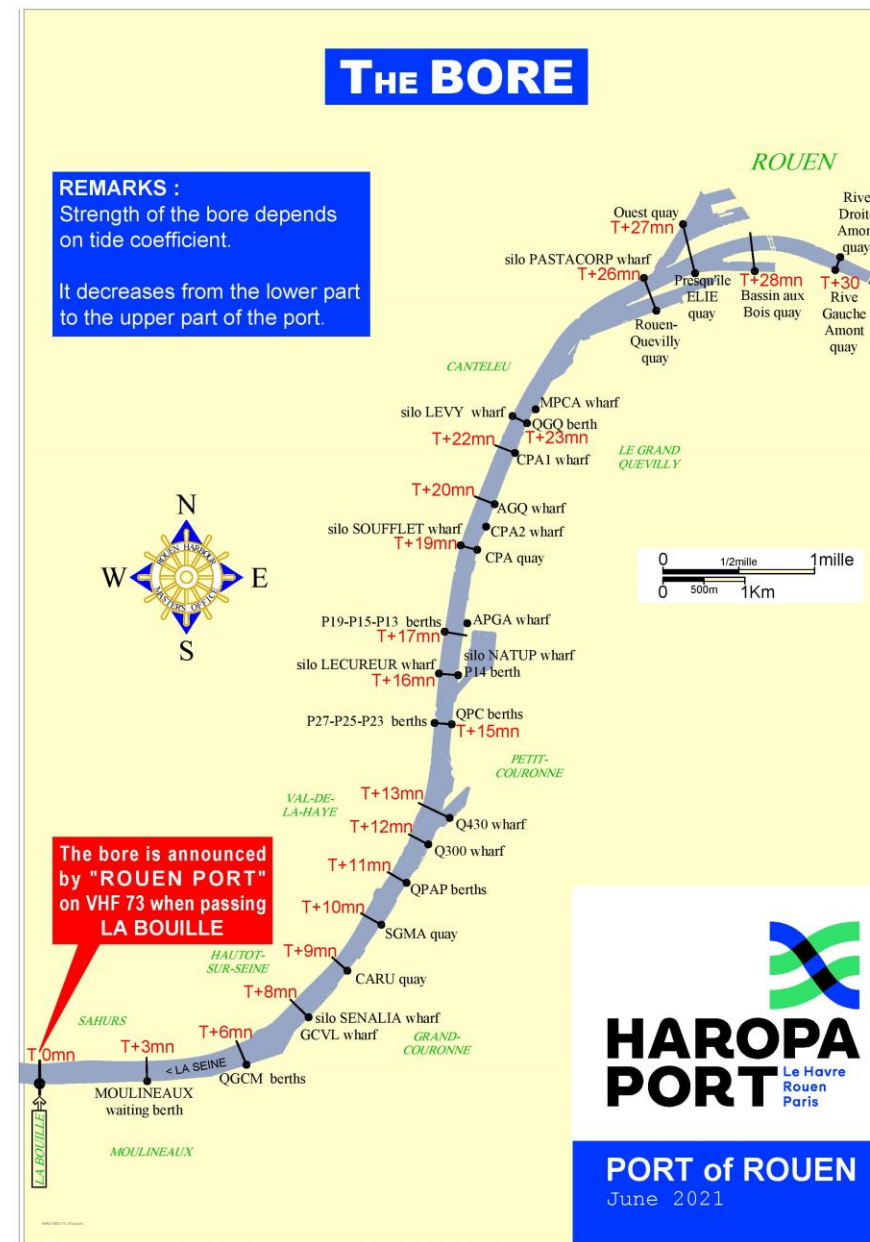 THE BORE
REMARKS :
Strength of the bore depends
on tide coefficient.
It decreases from the lower part
to the upper part of the port.
ROUEN
Rive
Droite
Amont
quay
Ouest quay
T+27mn
silo PASTACORP wharf
T+26mn
Presqu'île
ELIE
quay
T+28mn
Bassin aux
Bois quay
T+30
Rive
Gauche
Amont
quay
Rouen-
Quevilly
quay
CANTELEU
MPCA wharf
silo LEVY wharf
QGQ berth
T+22mn
T+23mn
CPA1 wharf
LE GRAND
QUEVILLY
T+20mn
AGQ wharf
silo SOUFFLET wharf
CPA2 wharf
T+19mn
CPA quay
N
W
E
S
ROUEN HARBOUR
MASTER'S OFFICE
0
1/2mille
1mille
0
500m
1Km
P19-P15-P13 berths
APGA wharf
T+17mn
silo NATUP wharf
silo LECUREUR wharf
P14 berth
T+16mn
P27-P25-P23 berths
QPC berths
T+15mn
PETIT-
COURONNE
VAL-DE-
LA-HAYE
T+13mn
Q430 wharf
T+12mn
Q300 wharf
T+11mn
QPAP berths
T+10mn
SGMA quay
The bore is announced
by "ROUEN PORT"
on VHF 73 when passing
LA BOUILLE
HAUTOT-
SUR-SEINE
T+9mn
CARU quay
T+8mn
silo SENALIA wharf
GCVL wharf
GRAND-
COURONNE
SAHURS
T+6mn
T 0mn
T+3mn
< LA SEINE
QGCM berths
MOULINEAUX
waiting berth
LA BOUILLE
MOULINEAUX
HAROPA
PORT
Le Havre
Rouen
Paris
PORT of ROUEN
June 2021